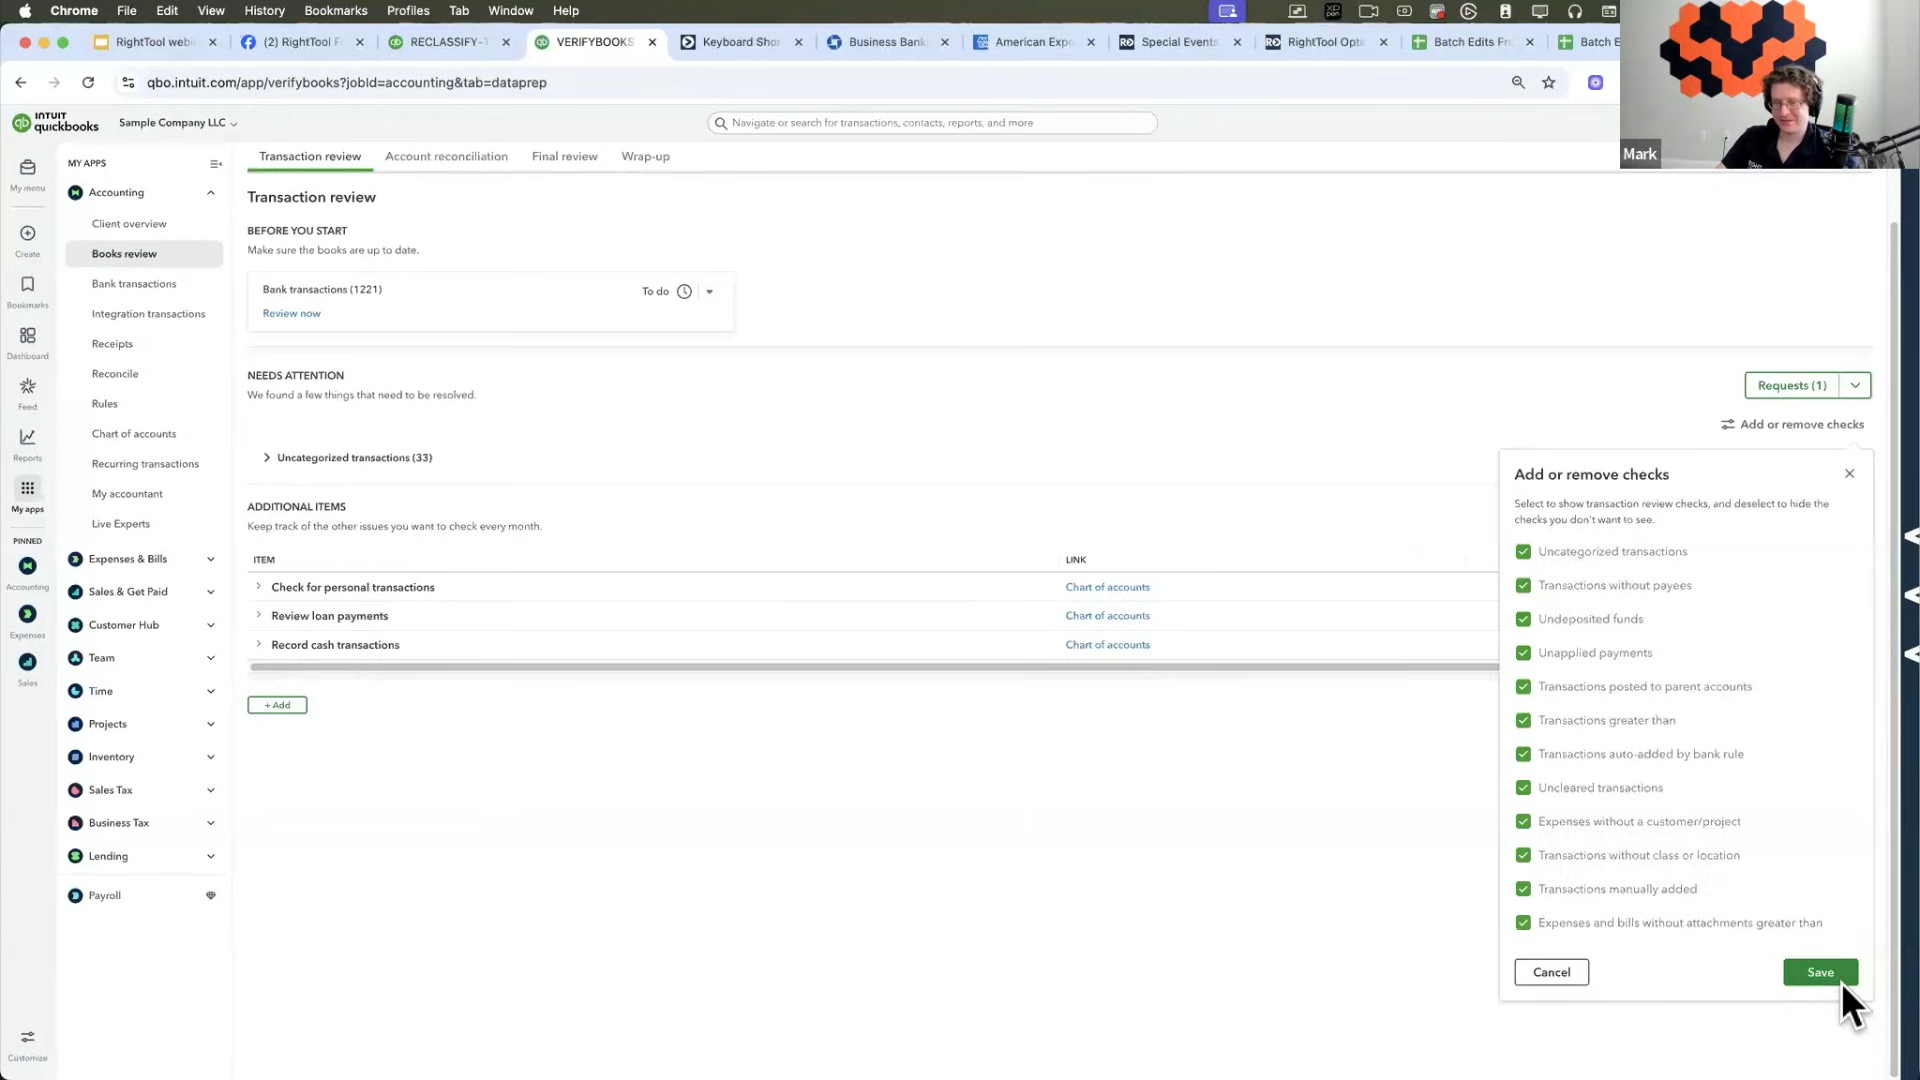 Chrome File Edit View History Bookmarks Profiles Tab Window Help
RightTool web
(2) RightTool F
RECLASSIFY-T
VERIFYBOOKS
Keyboard Sho
Business Bank
American Exp
Special Events
RightTool Opti
Batch Edits Fr
Batch E
qbo.intuit.com/app/verifybooks?jobId=accounting&tab=dataprep
Mark
INTUIT
quickbooks
Sample Company LLC
Navigate or search for transactions, contacts, reports, and more
My menu
Create
Bookmarks
Dashboard
Feed
Reports
My apps
PINNED
Accounting
Expenses
Sales
Customize
MY APPS
Accounting
Client overview
Books review
Bank transactions
Integration transactions
Receipts
Reconcile
Rules
Chart of accounts
Recurring transactions
My accountant
Live Experts
Expenses & Bills
Sales & Get Paid
Customer Hub
Team
Time
Projects
Inventory
Sales Tax
Business Tax
Lending
Payroll
Transaction review Account reconciliation Final review Wrap-up
Transaction review
BEFORE YOU START
Make sure the books are up to date.
Bank transactions (1221) To do
Review now
NEEDS ATTENTION
We found a few things that need to be resolved.
Requests (1)
Add or remove checks
Uncategorized transactions (33)
ADDITIONAL ITEMS
Keep track of the other issues you want to check every month.
ITEM LINK
Check for personal transactions Chart of accounts
Review loan payments Chart of accounts
Record cash transactions Chart of accounts
+ Add
Add or remove checks
Select to show transaction review checks, and deselect to hide the
checks you don't want to see.
Uncategorized transactions
Transactions without payees
Undeposited funds
Unapplied payments
Transactions posted to parent accounts
Transactions greater than
Transactions auto-added by bank rule
Uncleared transactions
Expenses without a customer/project
Transactions without class or location
Transactions manually added
Expenses and bills without attachments greater than
Cancel Save